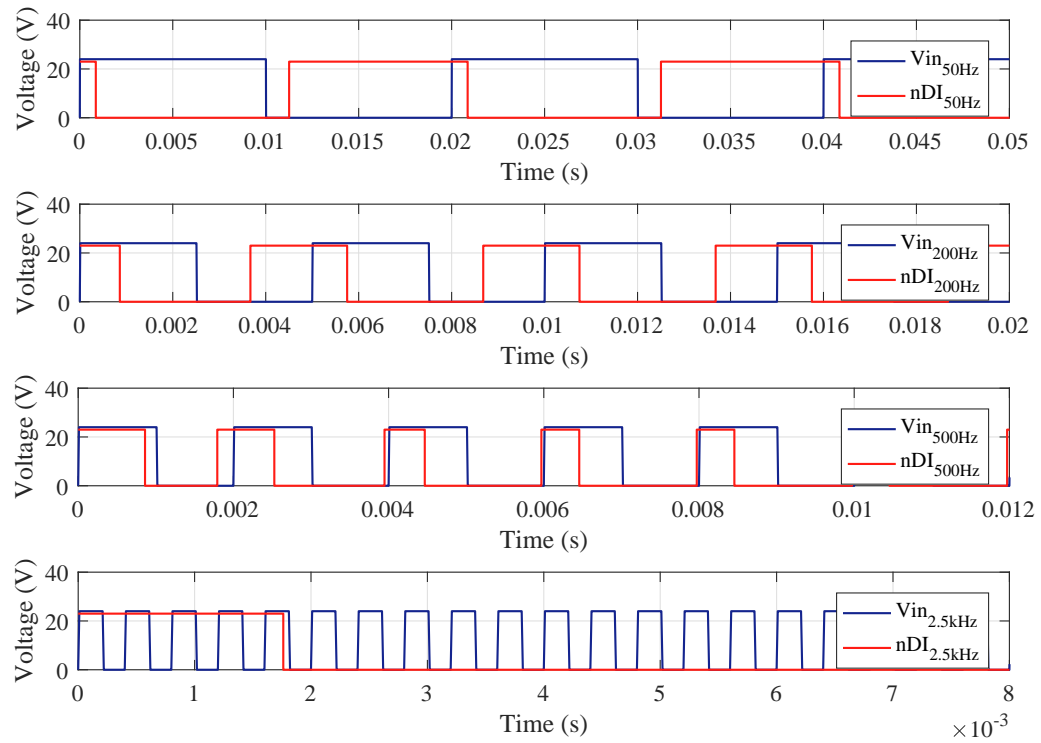 Voltage (V)
40
20
0
Vin50Hz
nDI50Hz
0 0.005 0.01 0.015 0.02 0.025 0.03 0.035 0.04 0.045 0.05
Time (s)
Voltage (V)
40
20
0
Vin200Hz
nDI200Hz
0 0.002 0.004 0.006 0.008 0.01 0.012 0.014 0.016 0.018 0.02
Time (s)
Voltage (V)
40
20
0
Vin500Hz
nDI500Hz
0 0.002 0.004 0.006 0.008 0.01 0.012
Time (s)
Voltage (V)
40
20
0
Vin2.5kHz
nDI2.5kHz
0 1 2 3 4 5 6 7 8
Time (s)
×10-3